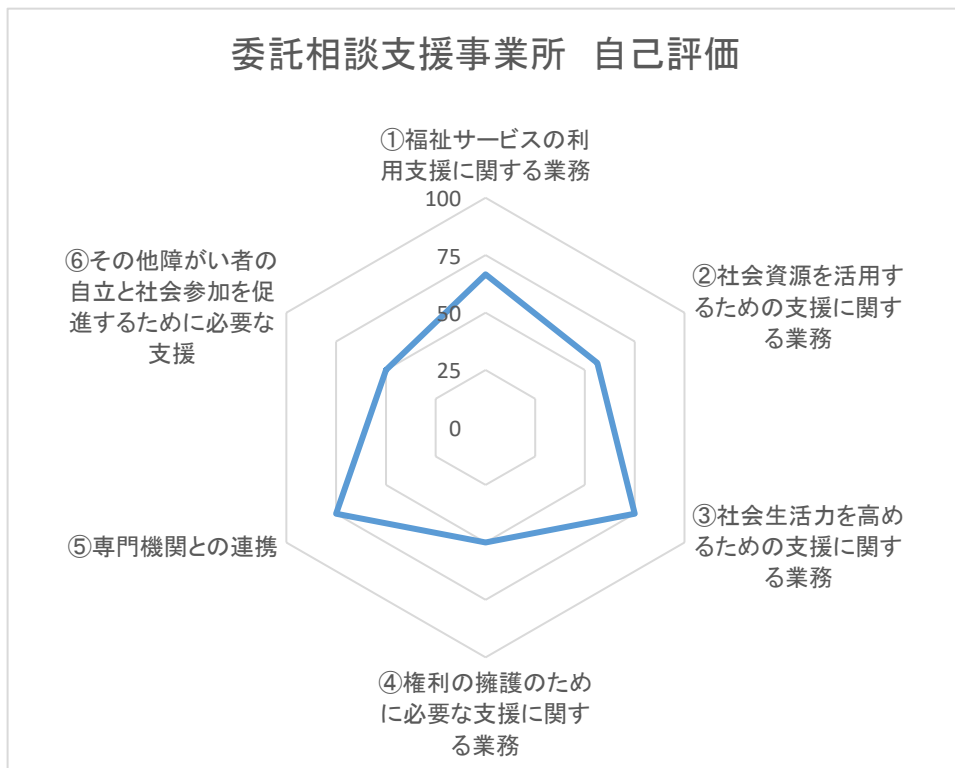 委託相談支援事業所　自己評価
①福祉サービスの利
用支援に関する業務
100
75
50
25
0
②社会資源を活用す
るための支援に関す
る業務
③社会生活力を高め
るための支援に関す
る業務
④権利の擁護のため
に必要な支援に関す
る業務
⑤専門機関との連携
⑥その他障がい者の
自立と社会参加を促
進するために必要な
支援